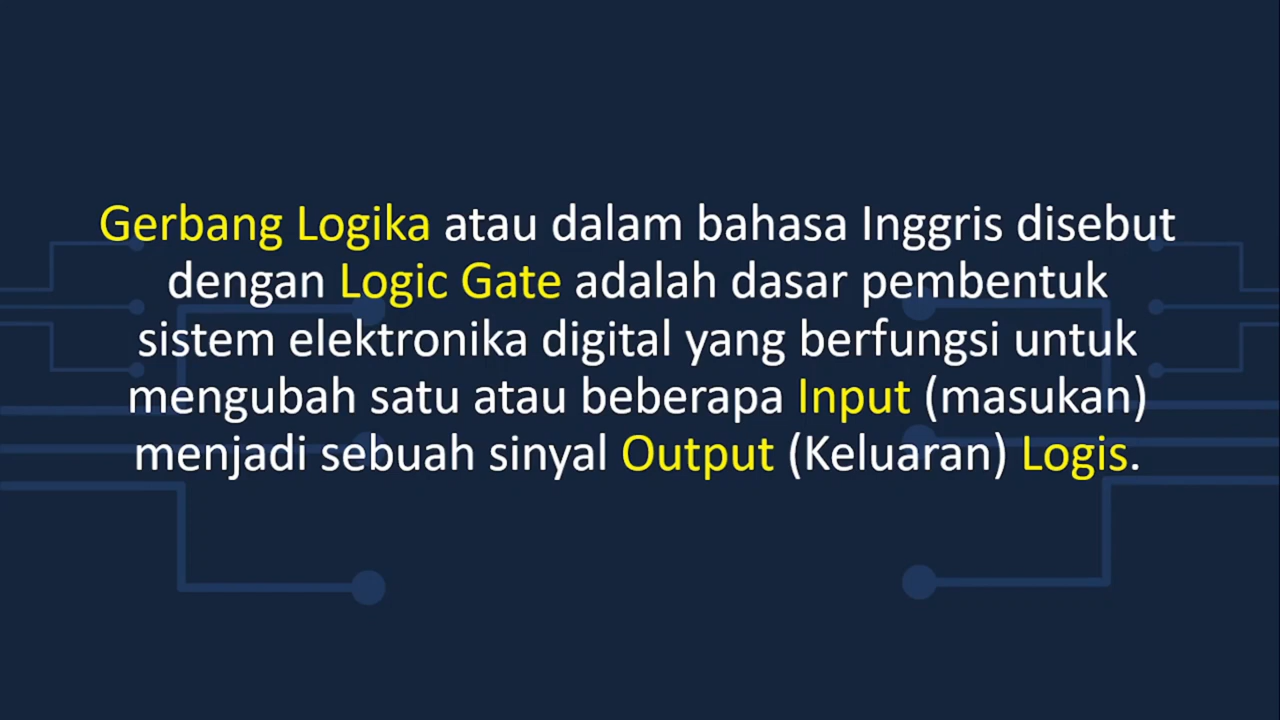 Gerbang Logika atau dalam bahasa Inggris disebut
dengan Logic Gate adalah dasar pembentuk
sistem elektronika digital yang berfungsi untuk
mengubah satu atau beberapa Input (masukan)
menjadi sebuah sinyal Output (Keluaran) Logis.